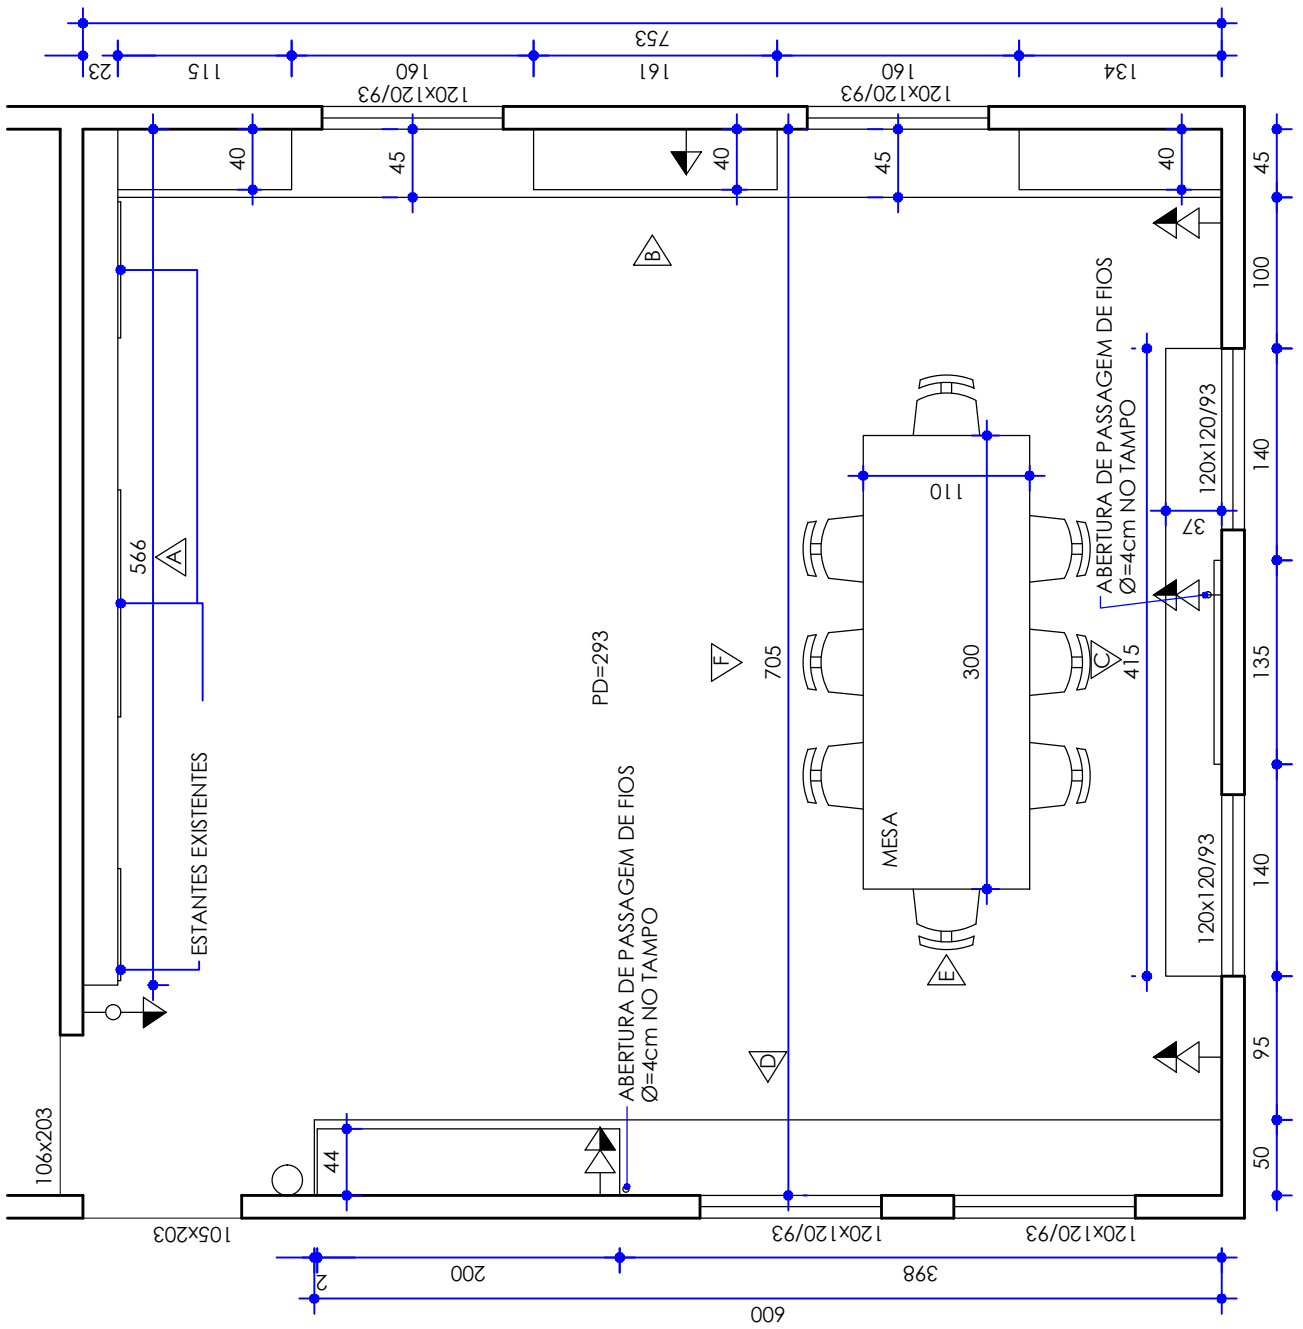 753
23
115
160
161
160
134
120x120/93
120x120/93
40
45
40
45
40
45
B
566
A
ABERTURA DE PASSAGEM DE FIOS
Ø=4cm NO TAMPO
100
110
37
120x120/93
140
PD=293
F
705
300
C
415
135
ESTANTES EXISTENTES
ABERTURA DE PASSAGEM DE FIOS
Ø=4cm NO TAMPO
MESA
120x120/93
140
E
D
95
106x203
44
50
105x203
120x120/93
120x120/93
2
200
398
600